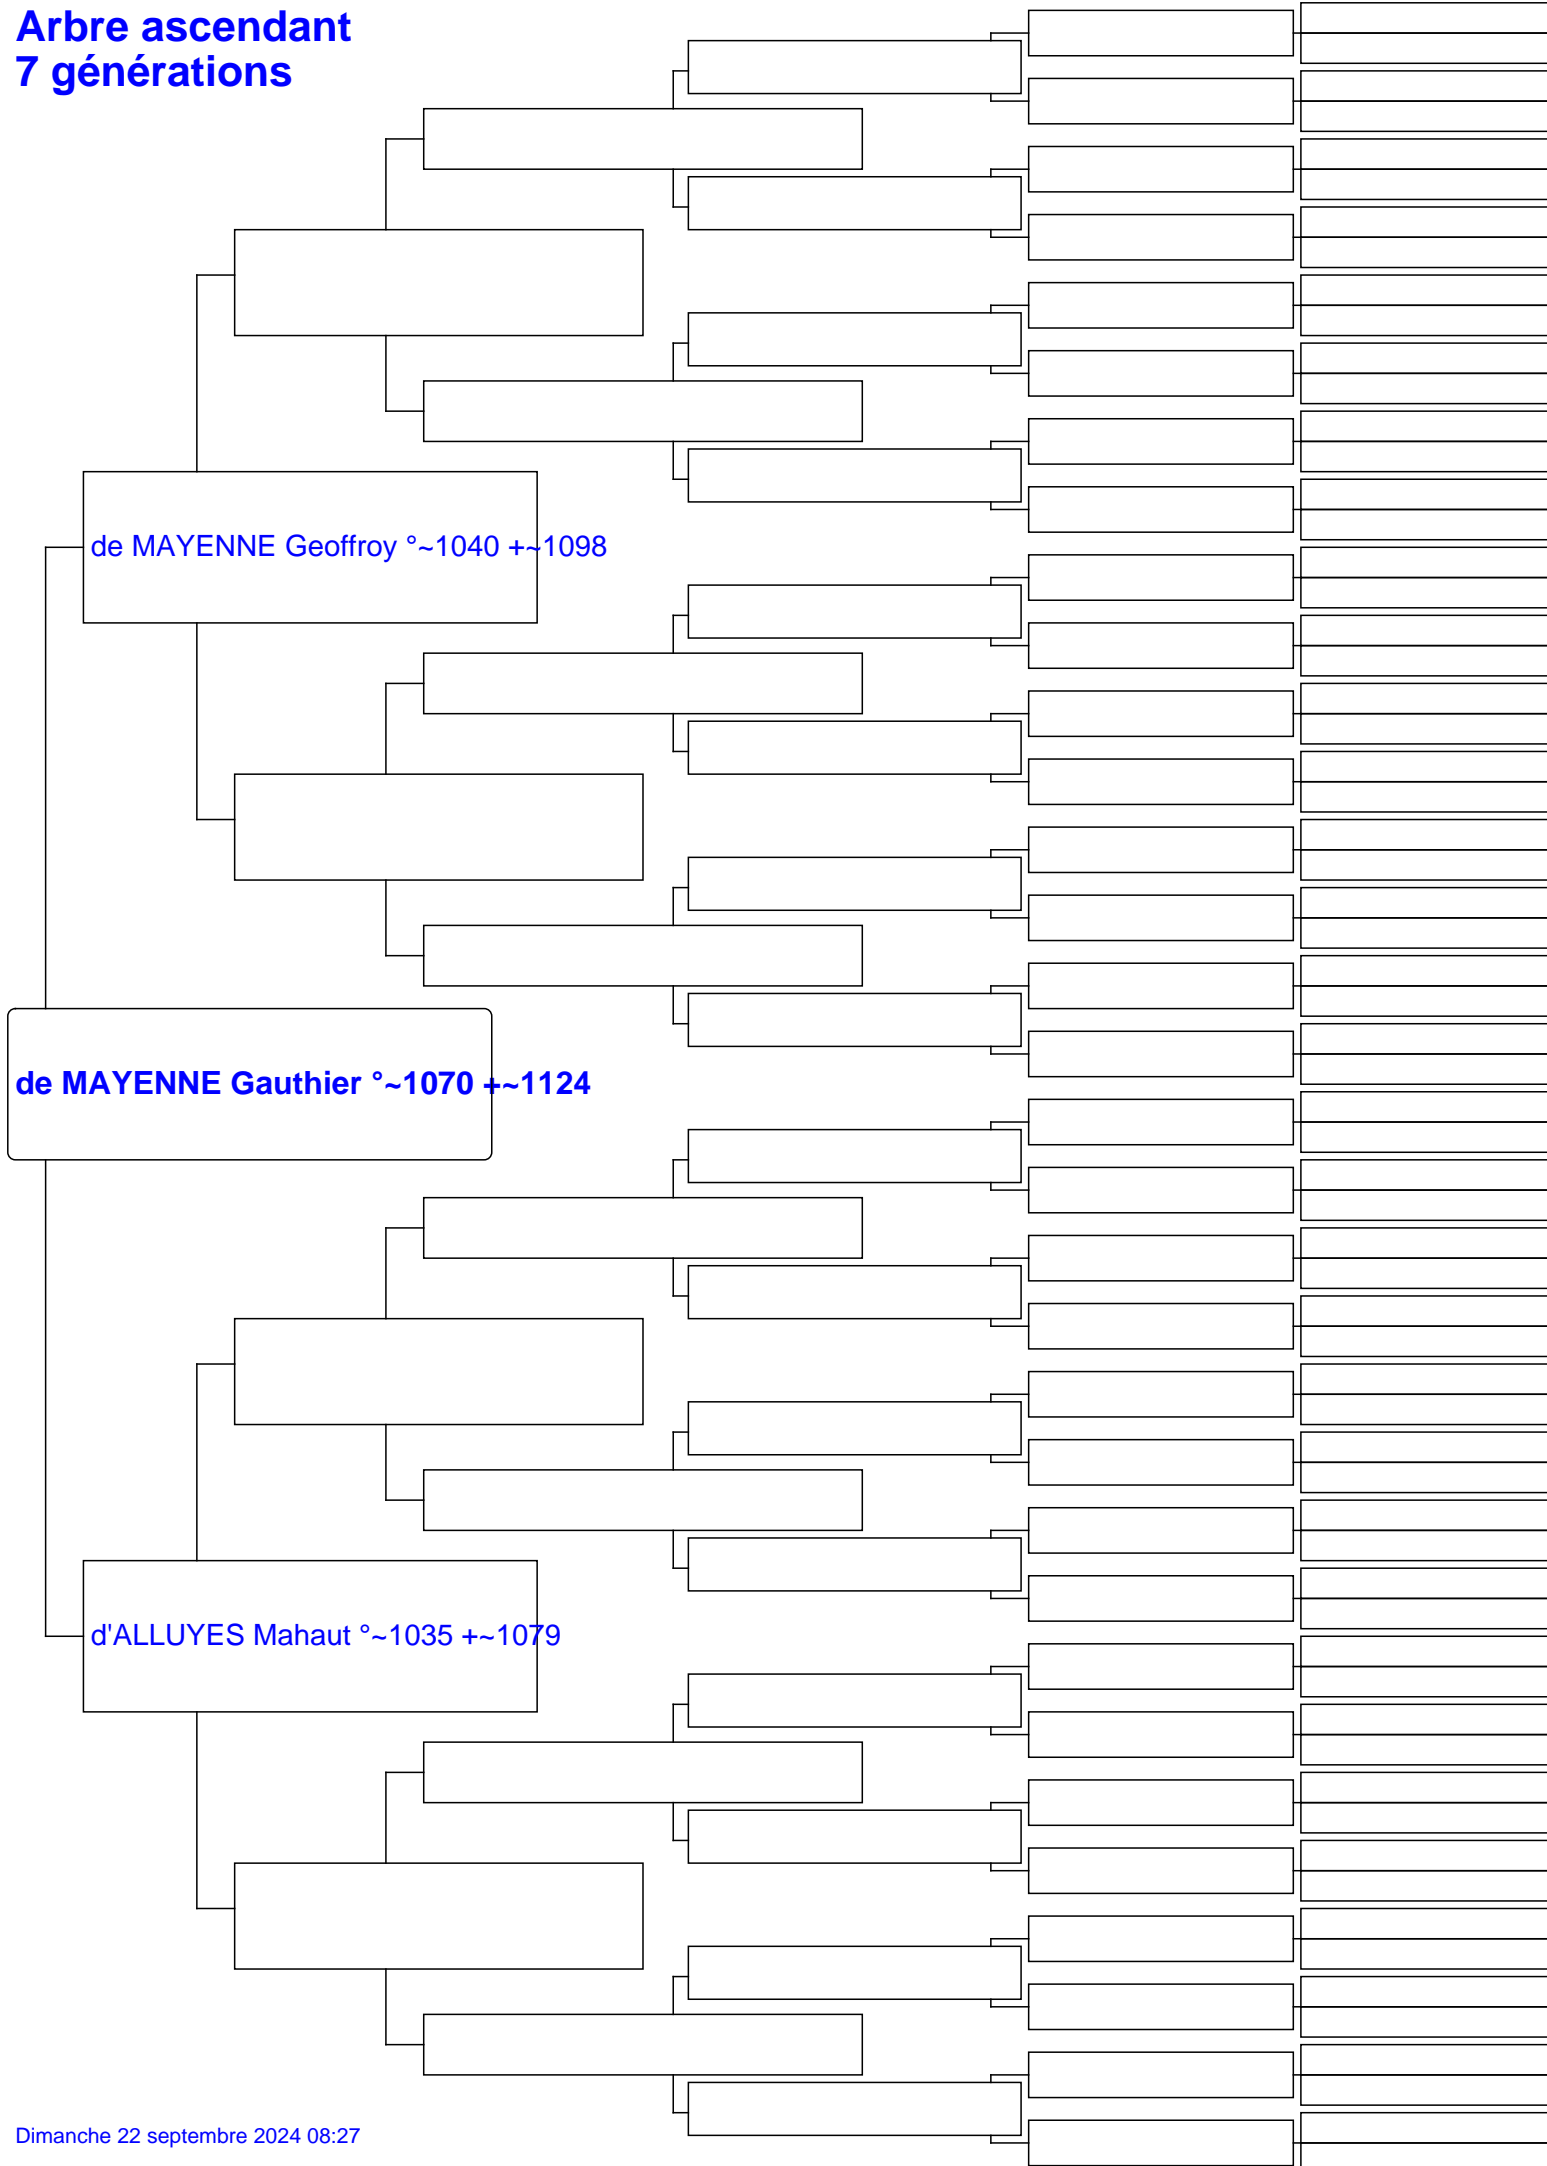 Arbre ascendant
7 générations
de MAYENNE Geoffroy °~1040 +~1098
de MAYENNE Gauthier °~1070 +~1124
d'ALLUYES Mahaut °~1035 +~1079
Dimanche 22 septembre 2024 08:27